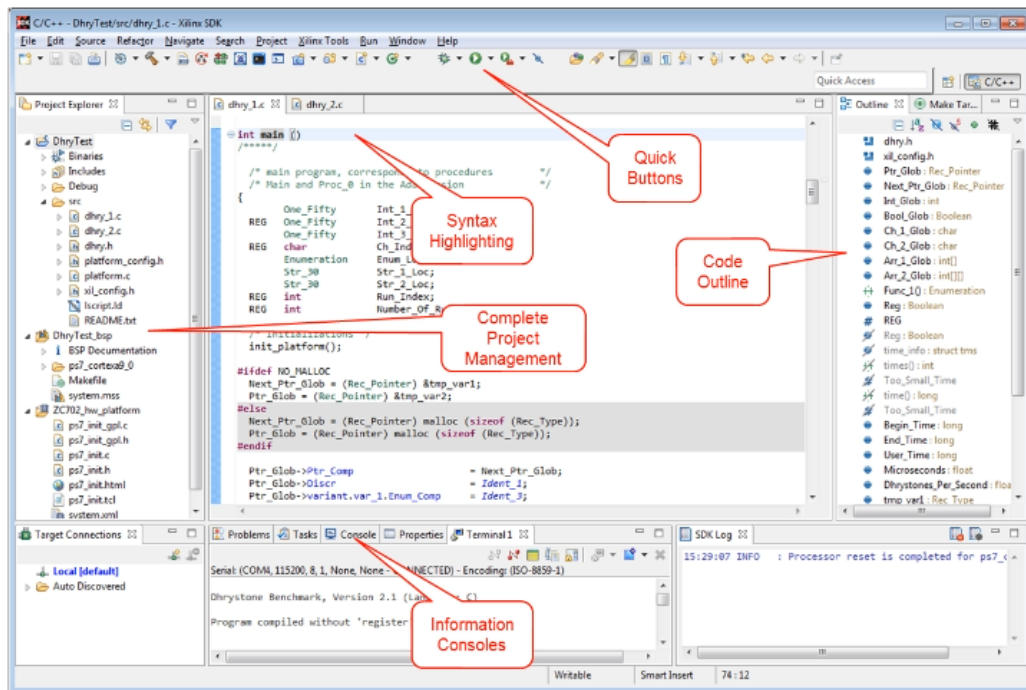 C/C++ - DhryTest/src/dhry_1.c - Xilinx SDK
File Edit Source Refactor Navigate Search Project Xilinx Tools Run Window Help
Quick Access
C/C++
Project Explorer
DhryTest
Binaries
Includes
Debug
src
dhry_1.c
dhry_2.c
dhry.h
platform_config.h
platform.c
xil_config.h
lscript.ld
README.txt
DhryTest_bsp
BSP Documentation
ps7_cortexa9_0
Makefile
system.mss
ZC702_hw_platform
ps7_init_gpl.c
ps7_init_gpl.h
ps7_init.c
ps7_init.h
ps7_init.html
ps7_init.tcl
system.xml
dhry_1.c dhry_2.c
int main ()
/*****/
/* main program, correspon to procedures */
/* Main and Proc_0 in the Ada sion */
{
One_Fifty Int_1_
REG One_Fifty Int_2_
One_Fifty Int_3_
REG char Ch_Ind
Enumeration Enum_L
Str_30 Str_1_Loc;
Str_30 Str_2_Loc;
REG int Run_Index;
REG int Number_Of_R
/* Initializations */
init_platform();
#ifdef NO_MALLOC
Next_Ptr_Glob = (Rec_Pointer) &tmp_var1;
Ptr_Glob = (Rec_Pointer) &tmp_var2;
#else
Next_Ptr_Glob = (Rec_Pointer) malloc (sizeof (Rec_Type));
Ptr_Glob = (Rec_Pointer) malloc (sizeof (Rec_Type));
#endif
Ptr_Glob->Ptr_Comp = Next_Ptr_Glob;
Ptr_Glob->Discr = Ident_1;
Ptr_Glob->variant.var_1.Enum_Comp = Ident_3;
Quick
Buttons
Syntax
Highlighting
Code
Outline
Complete
Project
Management
Information
Consoles
Outline Make Tar...
dhry.h
xil_config.h
Ptr_Glob : Rec_Pointer
Next_Ptr_Glob : Rec_Pointer
Int_Glob : int
Bool_Glob : Boolean
Ch_1_Glob : char
Ch_2_Glob : char
Arr_1_Glob : int[]
Arr_2_Glob : int[][]
Func_1() : Enumeration
Reg : Boolean
REG
Reg : Boolean
time_info : struct tms
times() : int
Too_Small_Time
time() : long
Too_Small_Time
Begin_Time : long
End_Time : long
User_Time : long
Microseconds : float
Dhrystones_Per_Second : floa
tmp_var1 : Rec_Type
Target Connections
Local [default]
Auto Discovered
Problems Tasks Console Properties Terminal 1
Serial: (COM4, 115200, 8, 1, None, None - CONNECTED) - Encoding: (ISO-8859-1)
Dhrystone Benchmark, Version 2.1 (Lan C)
Program compiled without 'register
SDK Log
15:29:07 INFO : Processor reset is completed for ps7_c
Writable Smart Insert 74 : 12